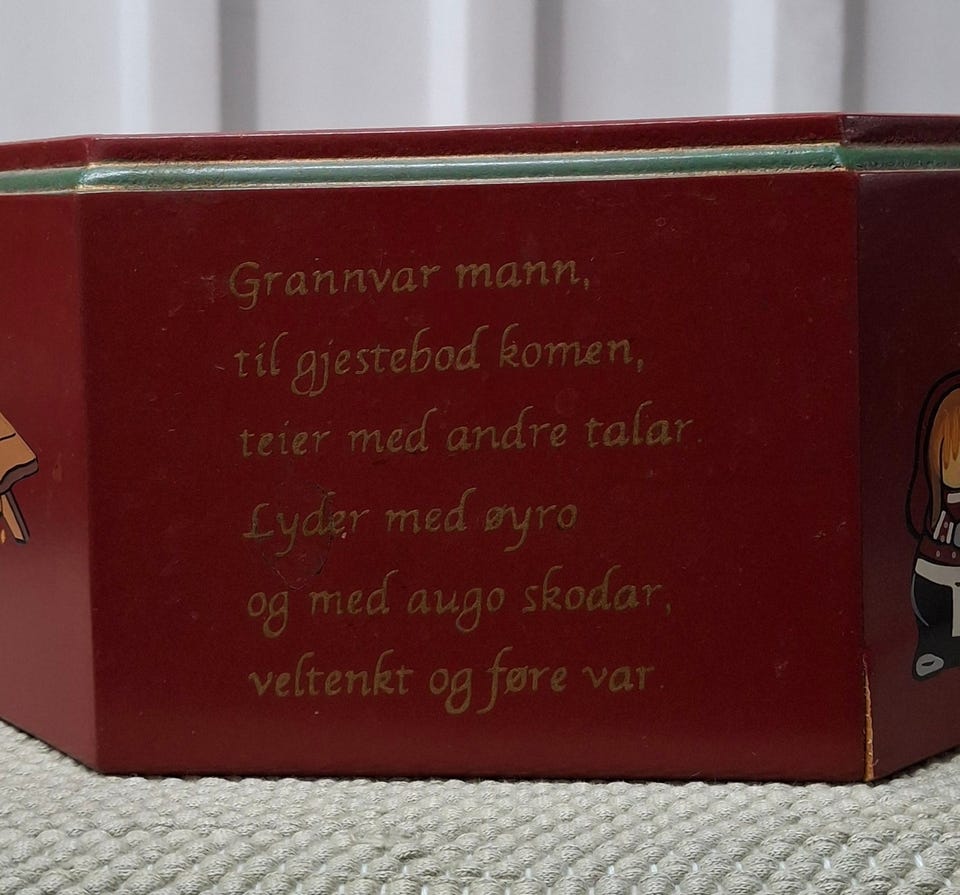 Grannvar mann,
til gjestebod komen,
teier med andre talar.
Lyder med øyro
og med augo skodar,
veltenkt og føre var.